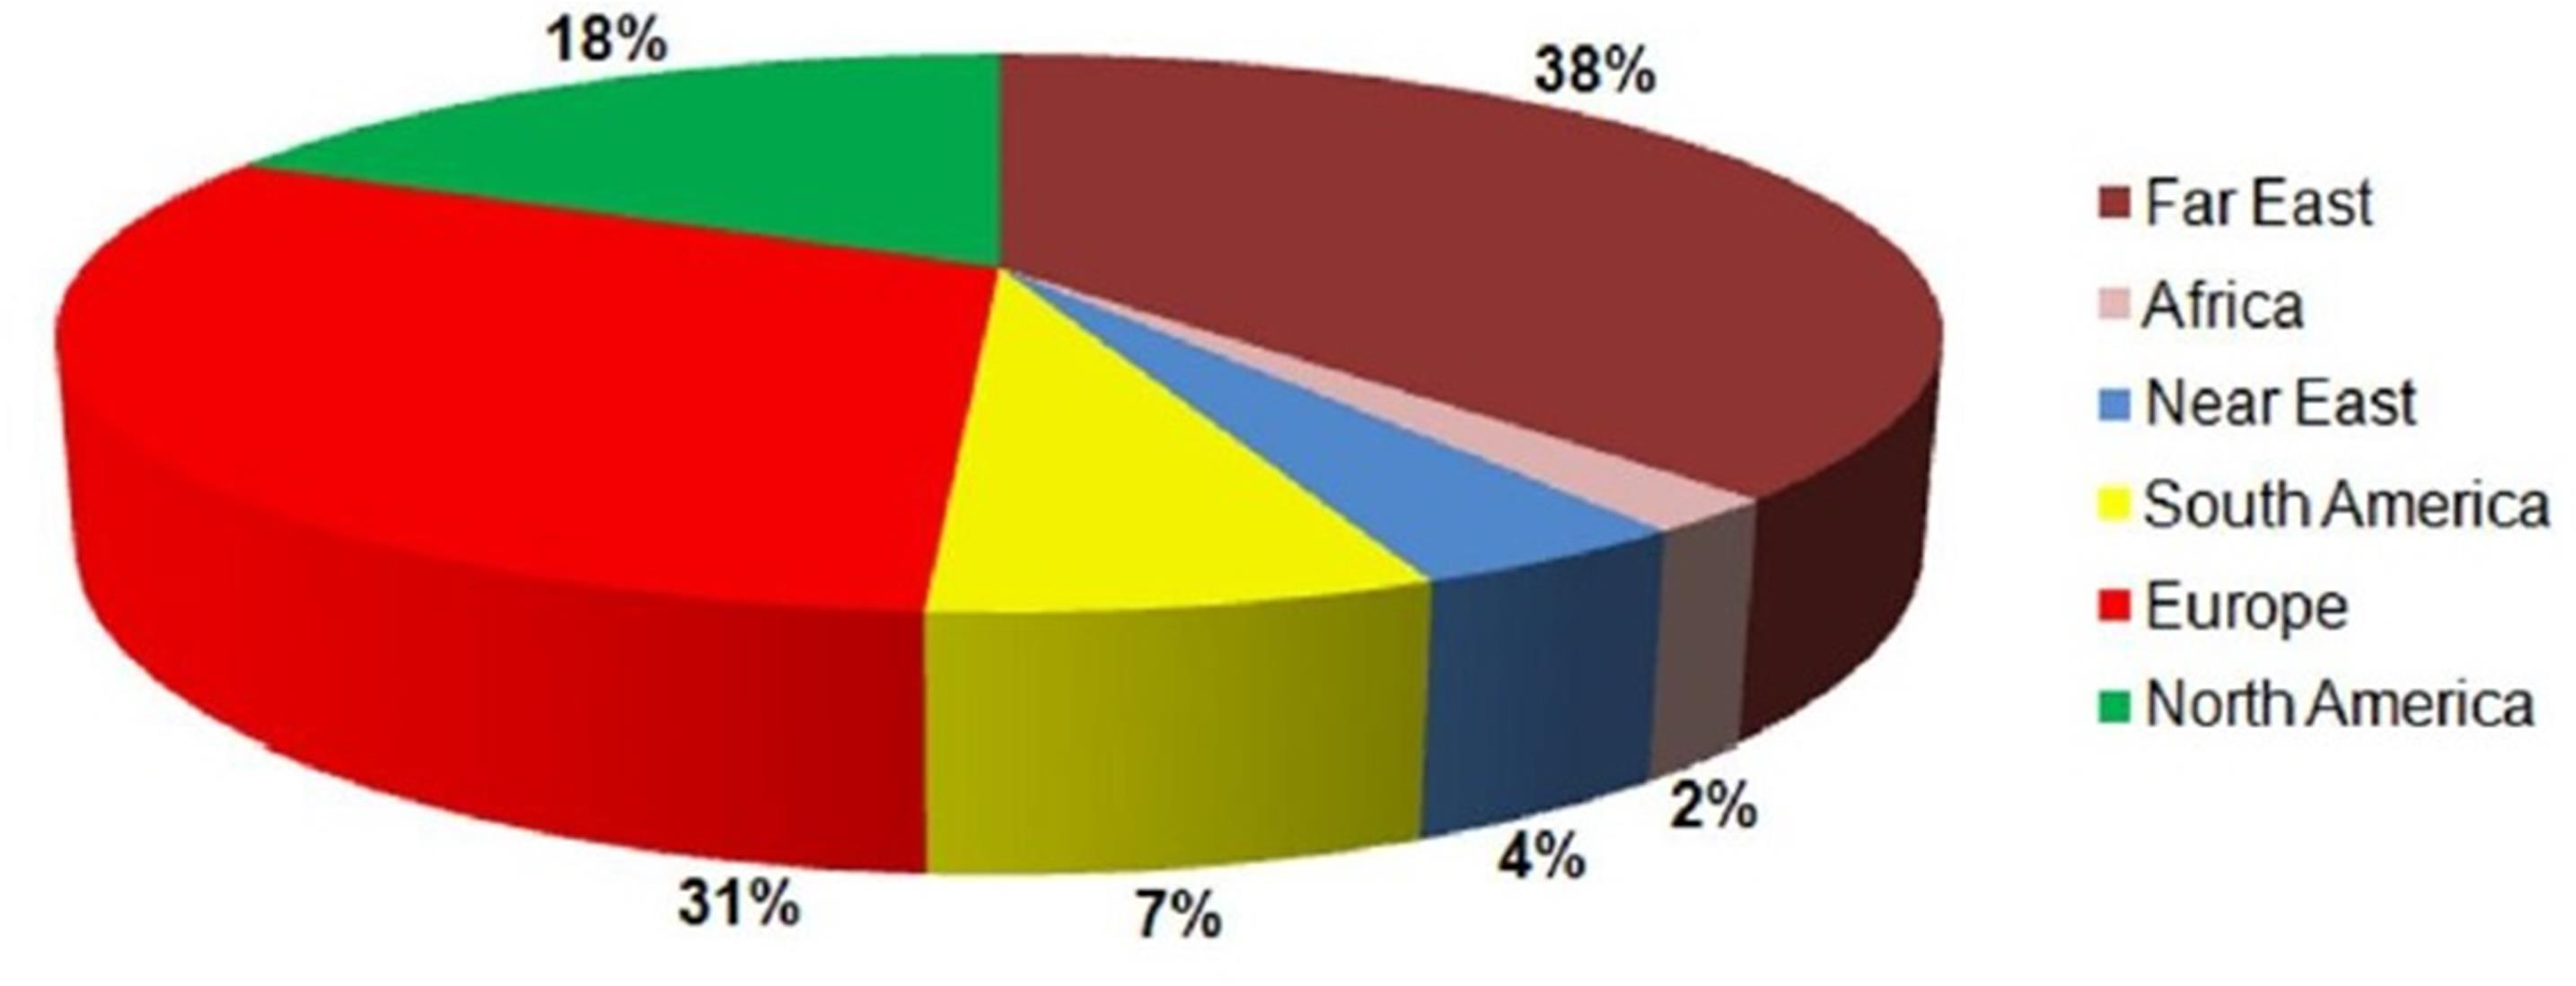 18%
38%
Far East
Africa
Near East
South America
Europe
North America
2%
4%
31%
7%